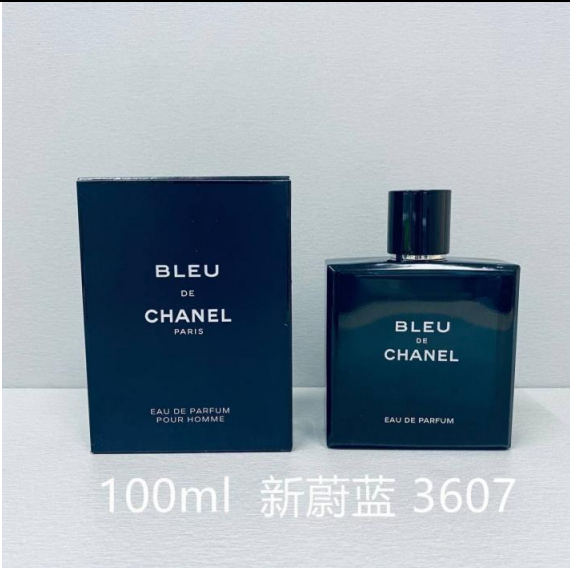 BLEU
DE
CHANEL
PARIS
EAU DE PARFUM
POUR HOMME
BLEU
DE
CHANEL
EAU DE PARFUM
100ml 新蔚蓝 3607